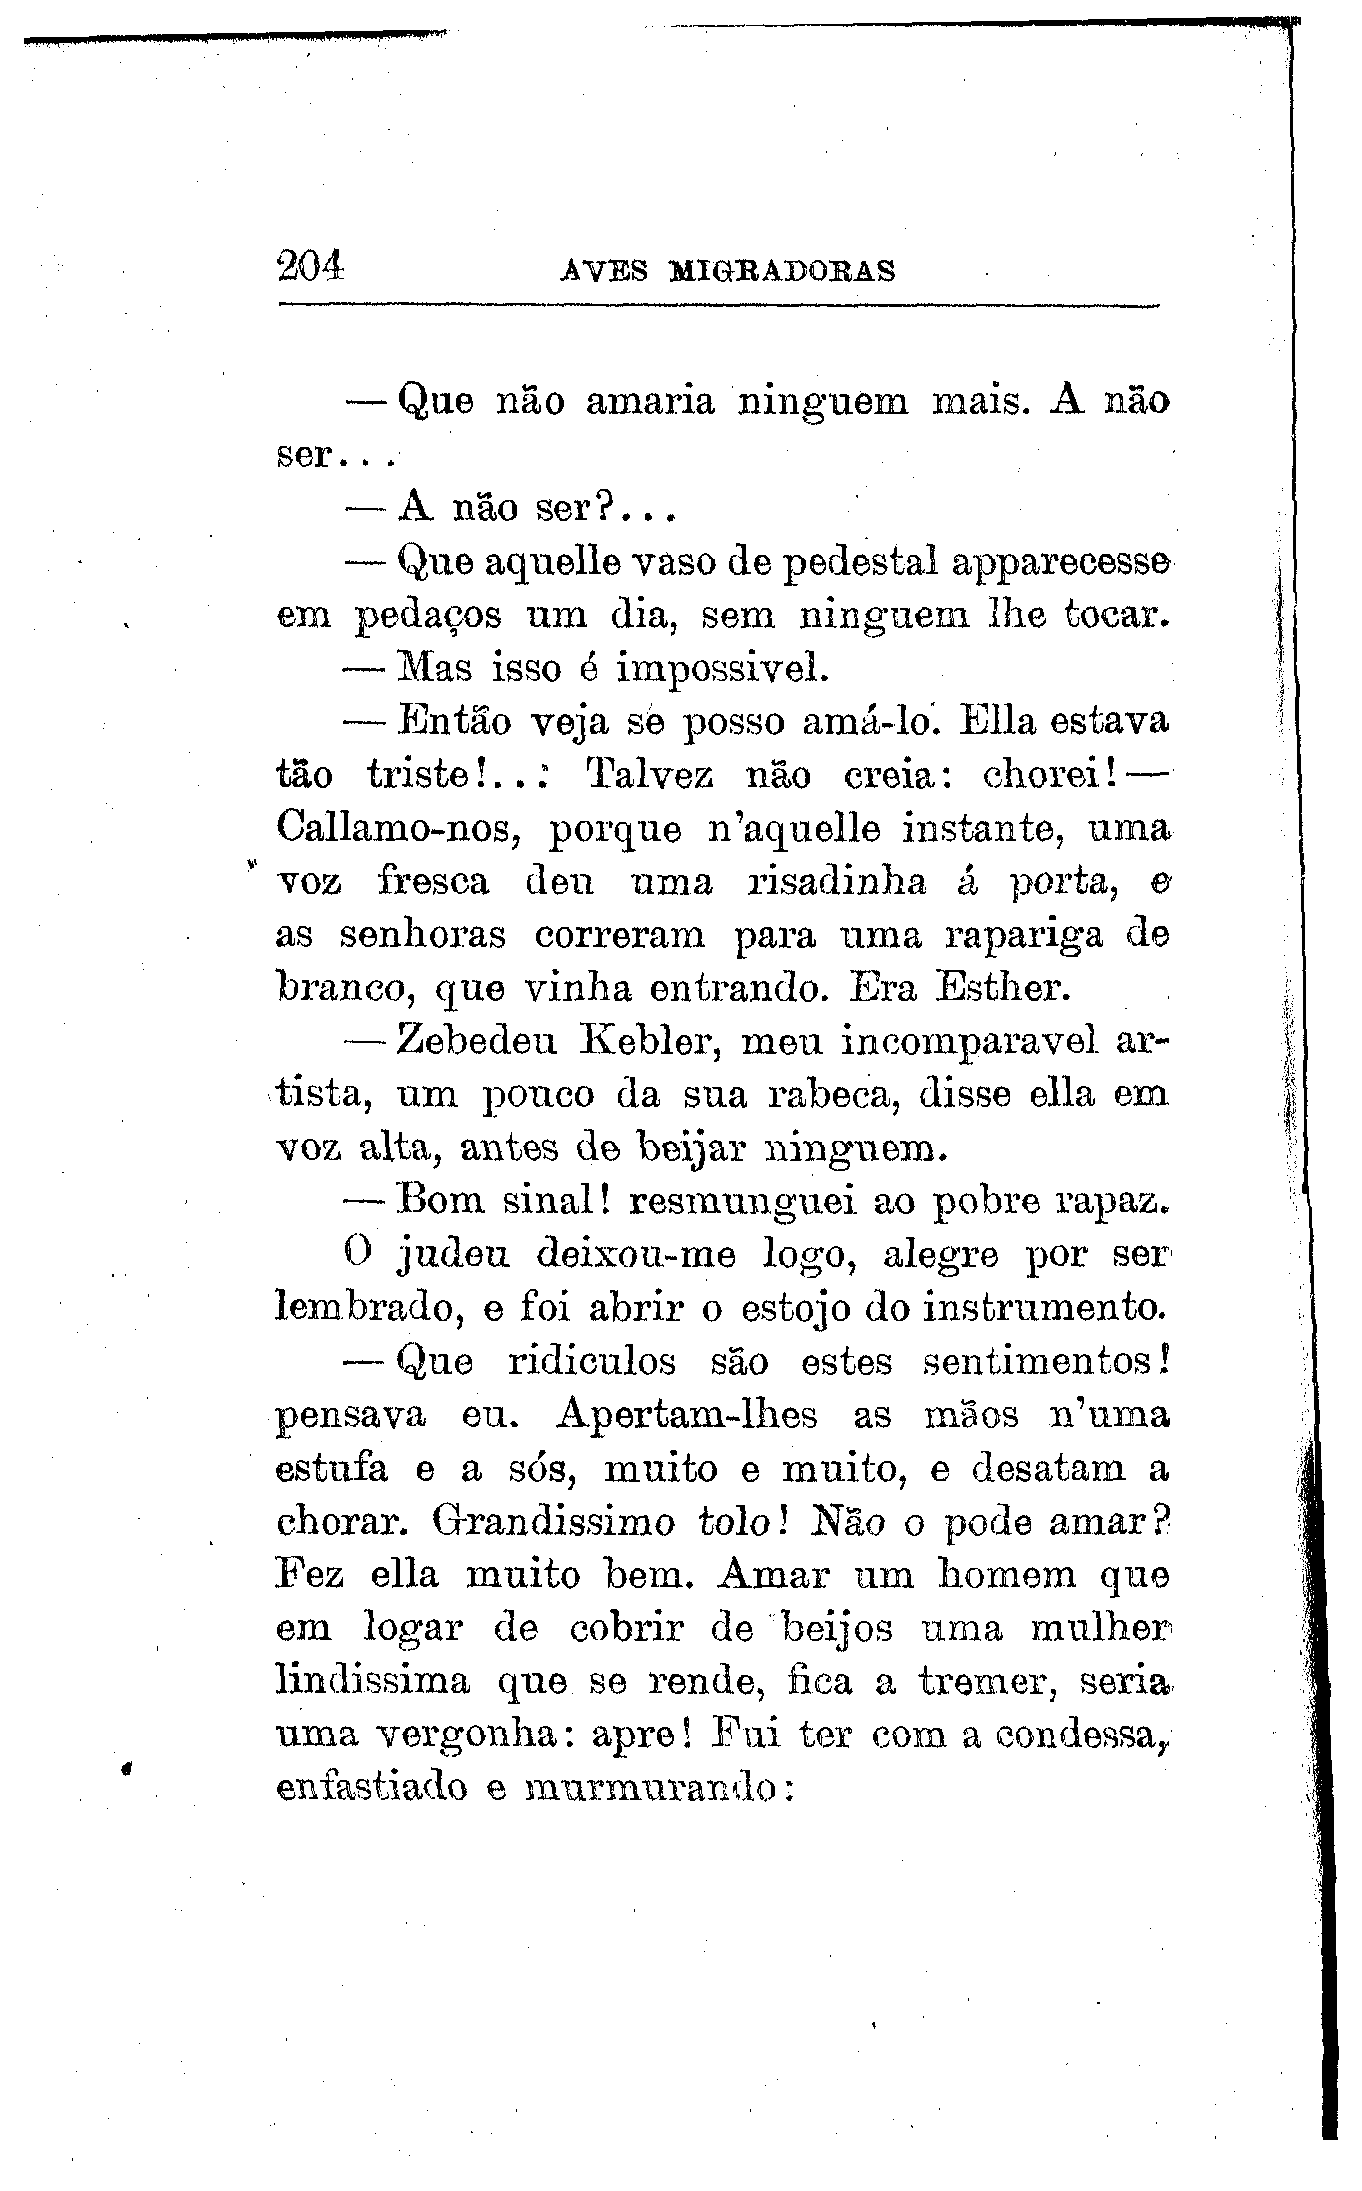 204 AVES MIGRADORAS
— Que não amaria ninguem mais. A não
ser...
— A não ser?...
— Que aquelle vaso de pedestal apparecesse
em pedaços um dia, sem ninguem lhe tocar.
— Mas isso é impossivel.
— Então veja se posso amá-lo. Ella estava
tão triste!... Talvez não creia: chorei! —
Callamo-nos, porque n'aquelle instante, uma
voz fresca deu uma risadinha á porta, e
as senhoras correram para uma rapariga de
branco, que vinha entrando. Era Esther.
— Zebedeu Kebler, meu incomparavel ar-
tista, um pouco da sua rabeca, disse ella em
voz alta, antes de beijar ninguem.
— Bom sinal! resmunguei ao pobre rapaz.
O judeu deixou-me logo, alegre por ser
lembrado, e foi abrir o estojo do instrumento.
— Que ridiculos são estes sentimentos!
pensava eu. Apertam-lhes as mãos n'uma
estufa e a sós, muito e muito, e desatam a
chorar. Grandissimo tolo! Não o pode amar?
Fez ella muito bem. Amar um homem que
em logar de cobrir de beijos uma mulher
lindissima que se rende, fica a tremer, seria
uma vergonha: apre! Fui ter com a condessa,
enfastiado e murmurando: